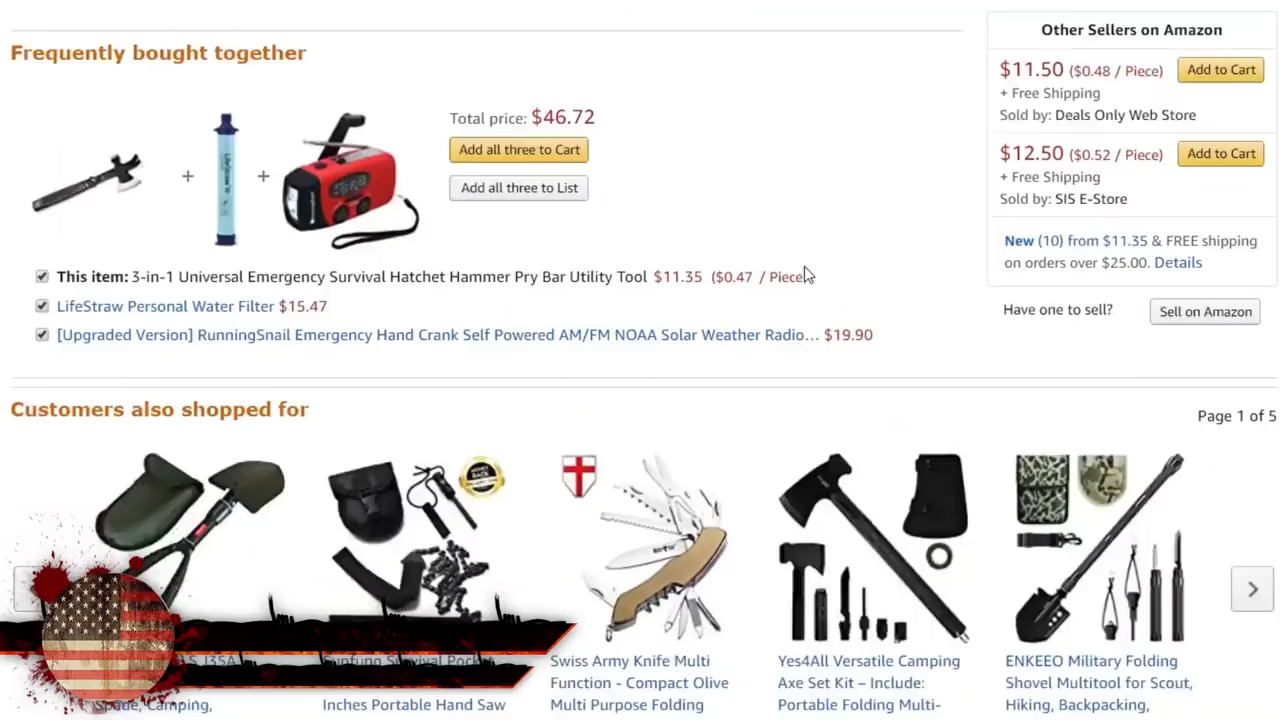 Frequently bought together
Total price: $46.72
Add all three to Cart
Add all three to List
This item: 3-in-1 Universal Emergency Survival Hatchet Hammer Pry Bar Utility Tool $11.35 ($0.47 / Piece
LifeStraw Personal Water Filter $15.47
[Upgraded Version] RunningSnail Emergency Hand Crank Self Powered AM/FM NOAA Solar Weather Radio... $19.90
Other Sellers on Amazon
$11.50 ($0.48 / Piece) Add to Cart
+ Free Shipping
Sold by: Deals Only Web Store
$12.50 ($0.52 / Piece) Add to Cart
+ Free Shipping
Sold by: SIS E-Store
New (10) from $11.35 & FREE shipping
on orders over $25.00. Details
Have one to sell? Sell on Amazon
Customers also shopped for
Page 1 of 5
Spade, Camping,
Survival Pocket
Inches Portable Hand Saw
Swiss Army Knife Multi
Function - Compact Olive
Multi Purpose Folding
Yes4All Versatile Camping
Axe Set Kit – Include:
Portable Folding Multi-
ENKEEO Military Folding
Shovel Multitool for Scout,
Hiking, Backpacking,